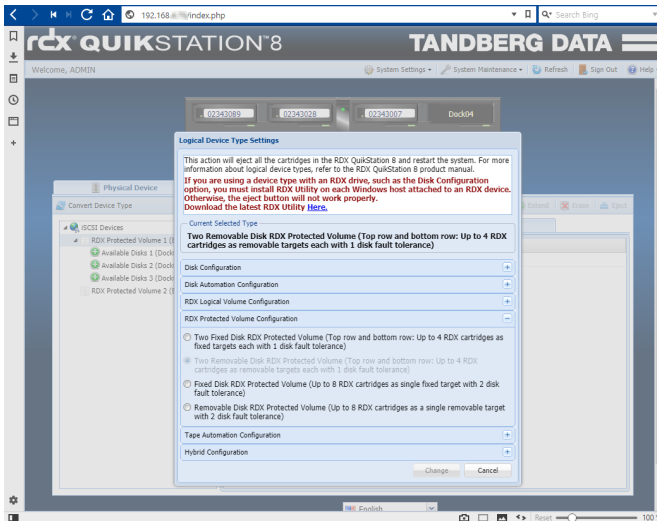 192.168. /index.php
Search Bing
rdx QUIKSTATION™8
TANDBERG DATA
Welcome, ADMIN
System Settings
System Maintenance
Refresh
Sign Out
Help
02343089
02343028
02343007
Dock04
Physical Device
Convert Device Type
Extend
Erase
Eject
iSCSI Devices
RDX Protected Volume 1 (
Available Disks 1 (Dock
Available Disks 2 (Dock
Available Disks 3 (Dock
RDX Protected Volume 2 (
Logical Device Type Settings
This action will eject all the cartridges in the RDX QuikStation 8 and restart the system. For more
information about logical device types, refer to the RDX QuikStation 8 product manual.
If you are using a device type with an RDX drive, such as the Disk Configuration
option, you must install RDX Utility on each Windows host attached to an RDX device.
Otherwise, the eject button will not work properly.
Download the latest RDX Utility Here.
Current Selected Type
Two Removable Disk RDX Protected Volume (Top row and bottom row: Up to 4 RDX
cartridges as removable targets each with 1 disk fault tolerance)
Disk Configuration
Disk Automation Configuration
RDX Logical Volume Configuration
RDX Protected Volume Configuration
Two Fixed Disk RDX Protected Volume (Top row and bottom row: Up to 4 RDX cartridges as
fixed targets each with 1 disk fault tolerance)
Two Removable Disk RDX Protected Volume (Top row and bottom row: Up to 4 RDX
cartridges as removable targets each with 1 disk fault tolerance)
Fixed Disk RDX Protected Volume (Up to 8 RDX cartridges as single fixed target with 2 disk
fault tolerance)
Removable Disk RDX Protected Volume (Up to 8 RDX cartridges as a single removable target
with 2 disk fault tolerance)
Tape Automation Configuration
Hybrid Configuration
Change
Cancel
English
Reset
100